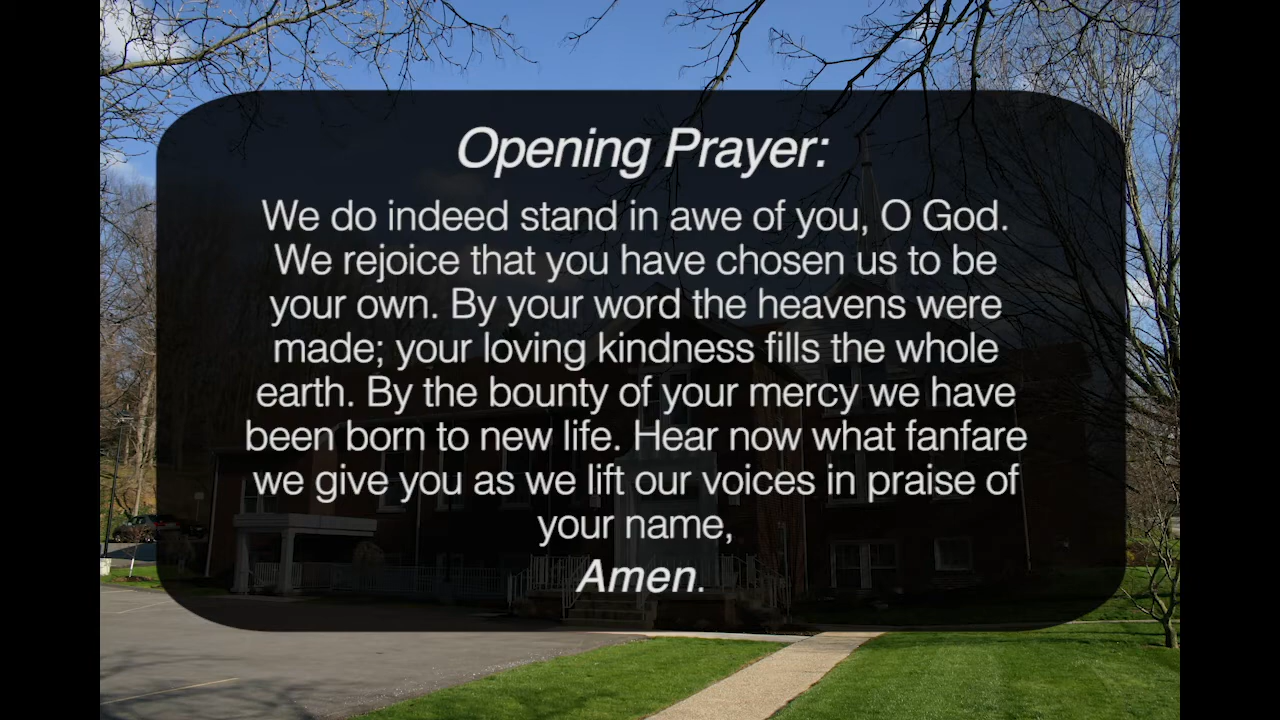 Opening Prayer:
We do indeed stand in awe of you, O God.
We rejoice that you have chosen us to be
your own. By your word the heavens were
made; your loving kindness fills the whole
earth. By the bounty of your mercy we have
been born to new life. Hear now what fanfare
we give you as we lift our voices in praise of
your name,
Amen.